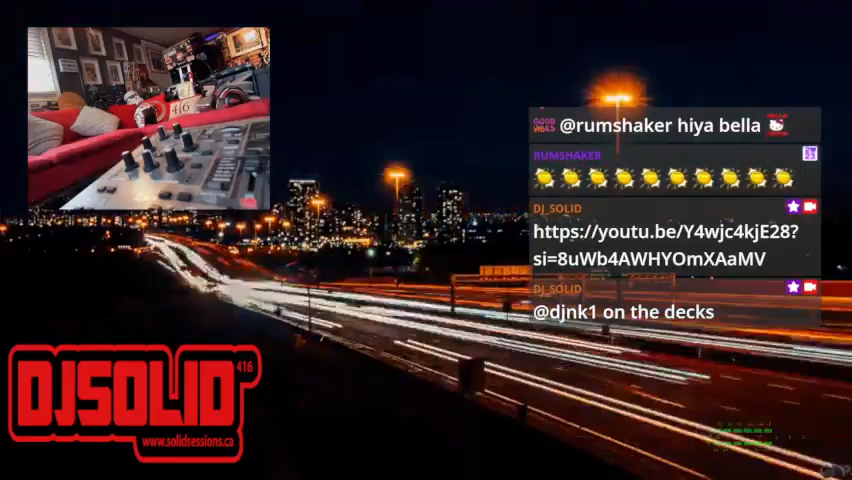 416
GOOD VIBES @rumshaker hiya bella
RUMSHAKER
DJ_SOLID
https://youtu.be/Y4wjc4kjE28?
si=8uWb4AWHYOmXAaMV
DJ_SOLID
@djnk1 on the decks
DJSOLID 416
www.solidsessions.ca